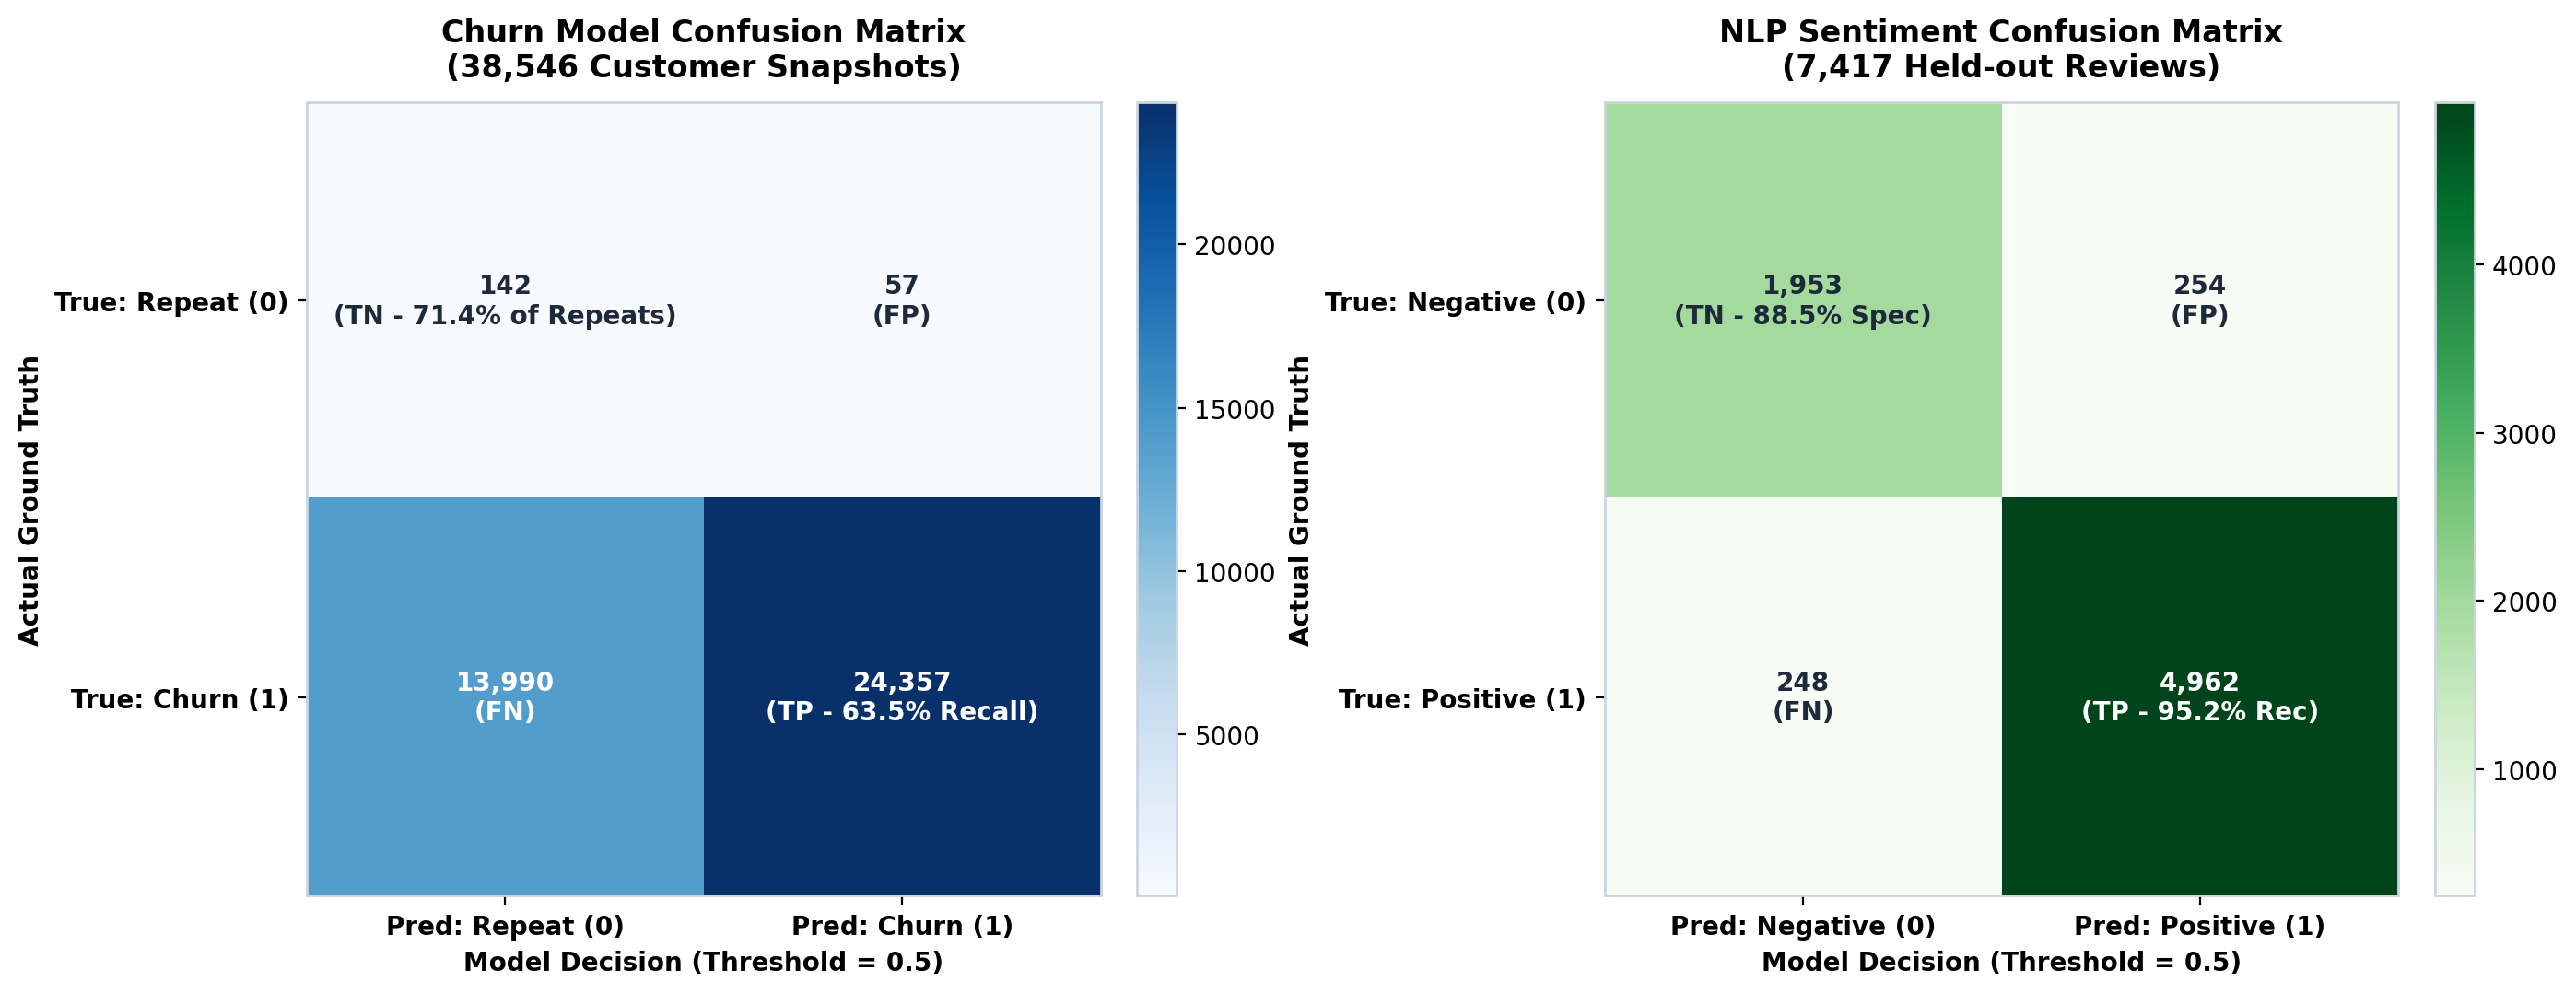 Churn Model Confusion Matrix
(38,546 Customer Snapshots)
Actual Ground Truth
True: Repeat (0)
True: Churn (1)
142
(TN - 71.4% of Repeats)
57
(FP)
13,990
(FN)
24,357
(TP - 63.5% Recall)
Pred: Repeat (0)
Pred: Churn (1)
Model Decision (Threshold = 0.5)
20000
15000
10000
5000
NLP Sentiment Confusion Matrix
(7,417 Held-out Reviews)
Actual Ground Truth
True: Negative (0)
True: Positive (1)
1,953
(TN - 88.5% Spec)
254
(FP)
248
(FN)
4,962
(TP - 95.2% Rec)
Pred: Negative (0)
Pred: Positive (1)
Model Decision (Threshold = 0.5)
4000
3000
2000
1000